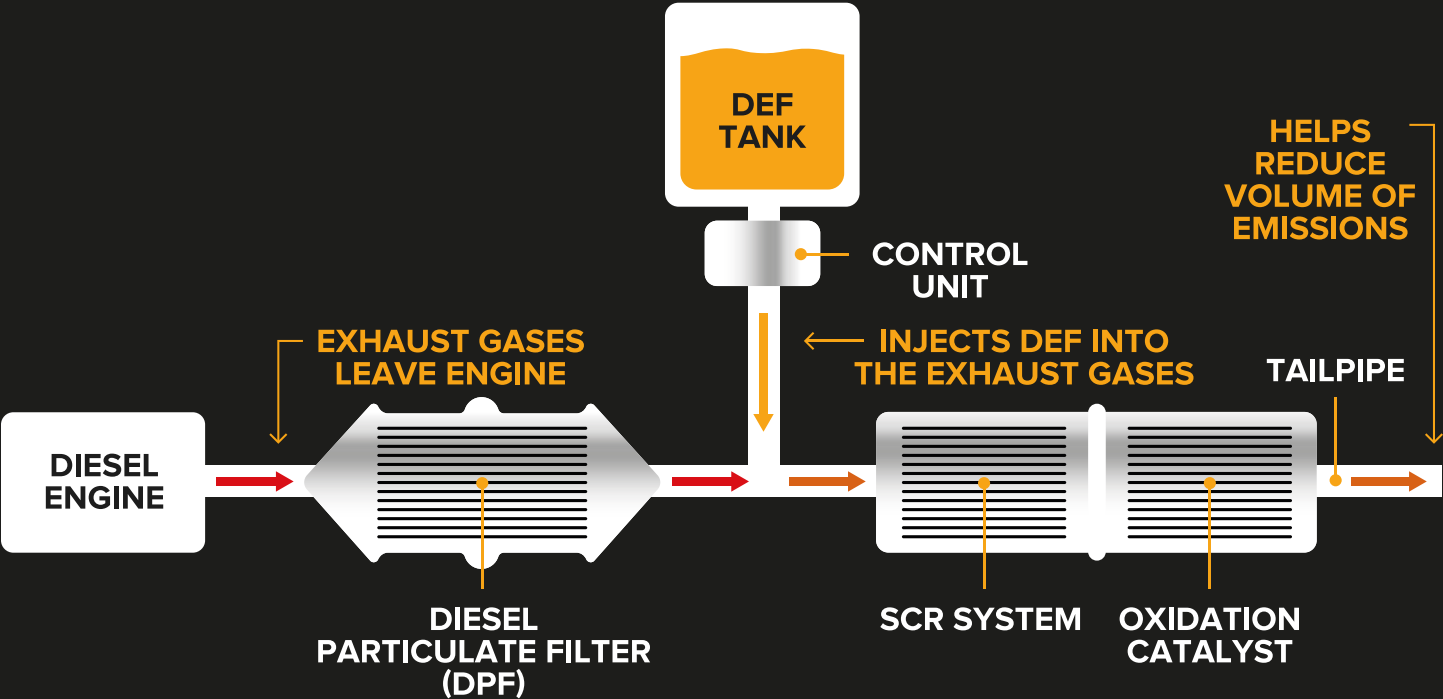 DEF
TANK
HELPS
REDUCE
VOLUME OF
EMISSIONS
CONTROL
UNIT
EXHAUST GASES
LEAVE ENGINE
INJECTS DEF INTO
THE EXHAUST GASES
TAILPIPE
DIESEL
ENGINE
DIESEL
PARTICULATE FILTER
(DPF)
SCR SYSTEM
OXIDATION
CATALYST